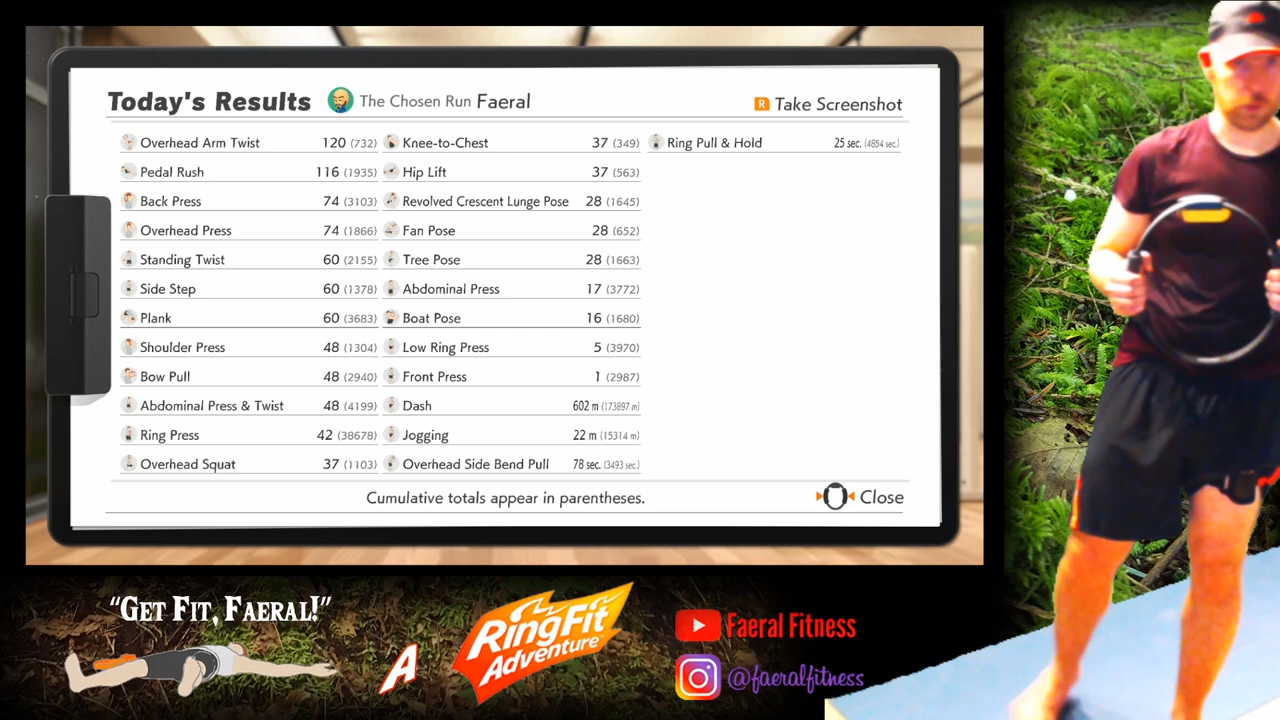 Today's Results The Chosen Run Faeral R Take Screenshot
Overhead Arm Twist 120 (732)
Pedal Rush 116 (1935)
Back Press 74 (3103)
Overhead Press 74 (1866)
Standing Twist 60 (2155)
Side Step 60 (1378)
Plank 60 (3683)
Shoulder Press 48 (1304)
Bow Pull 48 (2940)
Abdominal Press & Twist 48 (4199)
Ring Press 42 (38678)
Overhead Squat 37 (1103)
Knee-to-Chest 37 (349)
Hip Lift 37 (563)
Revolved Crescent Lunge Pose 28 (1645)
Fan Pose 28 (652)
Tree Pose 28 (1663)
Abdominal Press 17 (3772)
Boat Pose 16 (1680)
Low Ring Press 5 (3970)
Front Press 1 (2987)
Dash 602 m (173897 m)
Jogging 22 m (15314 m)
Overhead Side Bend Pull 78 sec. (3493 sec.)
Ring Pull & Hold 25 sec. (4854 sec.)
Cumulative totals appear in parentheses.
Close
"Get Fit, Faeral!"
A
RingFit
Adventure
Faeral Fitness
@faeralfitness